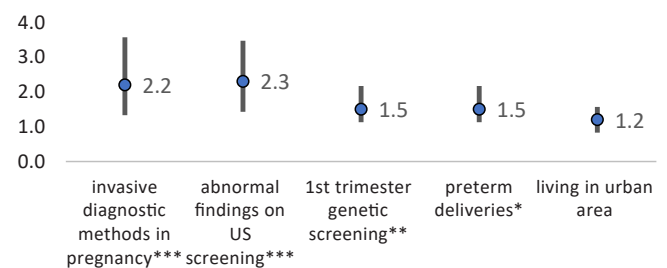 4.0
3.0
2.0
1.0
0.0
2.2
2.3
1.5
1.5
1.2
invasive
diagnostic
methods in
pregnancy***
abnormal
findings on
US
screening***
1st trimester
genetic
screening**
preterm
deliveries*
living in urban
area